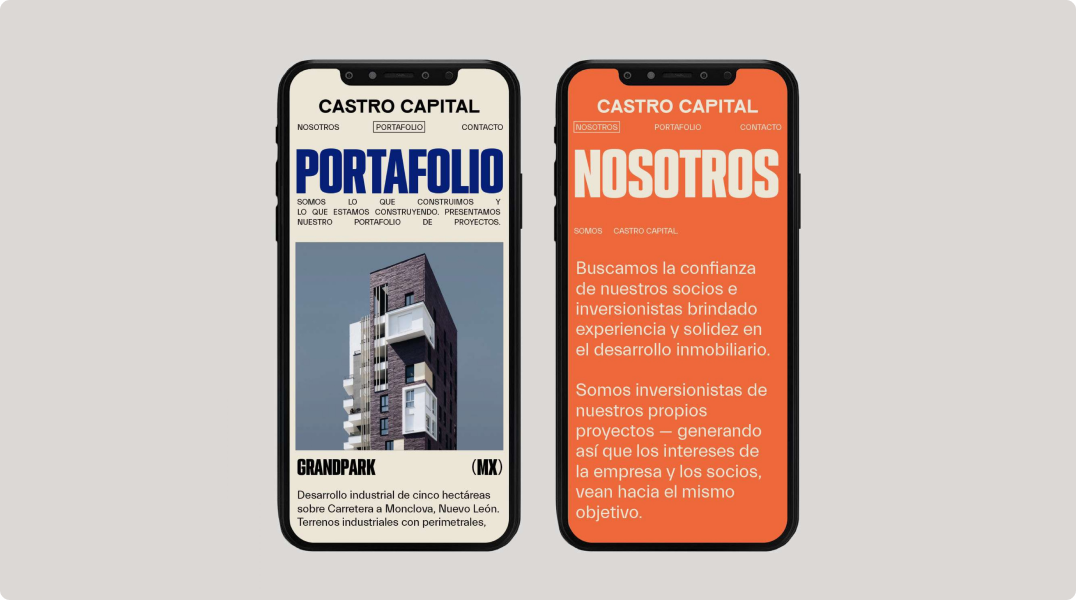 CASTRO CAPITAL
NOSOTROS PORTAFOLIO CONTACTO
PORTAFOLIO
SOMOS LO QUE CONSTRUIMOS Y
LO QUE ESTAMOS CONSTRUYENDO. PRESENTAMOS
NUESTRO PORTAFOLIO DE PROYECTOS.
GRANDPARK (MX)
Desarrollo industrial de cinco hectáreas
sobre Carretera a Monclova, Nuevo León.
Terrenos industriales con perimetrales,
CASTRO CAPITAL
NOSOTROS PORTAFOLIO CONTACTO
NOSOTROS
SOMOS CASTRO CAPITAL
Buscamos la confianza
de nuestros socios e
inversionistas brindado
experiencia y solidez en
el desarrollo inmobiliario.
Somos inversionistas de
nuestros propios
proyectos — generando
así que los intereses de
la empresa y los socios,
vean hacia el mismo
objetivo.